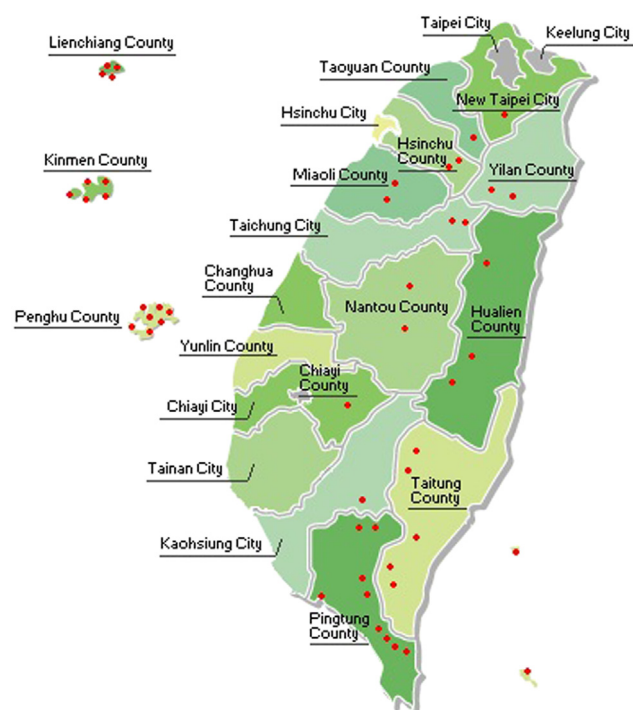 Taipei City
Keelung City
Lienchiang County
Taoyuan County
New Taipei City
Hsinchu City
Hsinchu
County
Kinmen County
Miaoli County
Yilan County
Taichung City
Changhua
County
Nantou County
Hualien
County
Penghu County
Yunlin County
Chiayi
County
Chiayi City
Tainan City
Taitung
County
Kaohsiung City
Pingtung
County